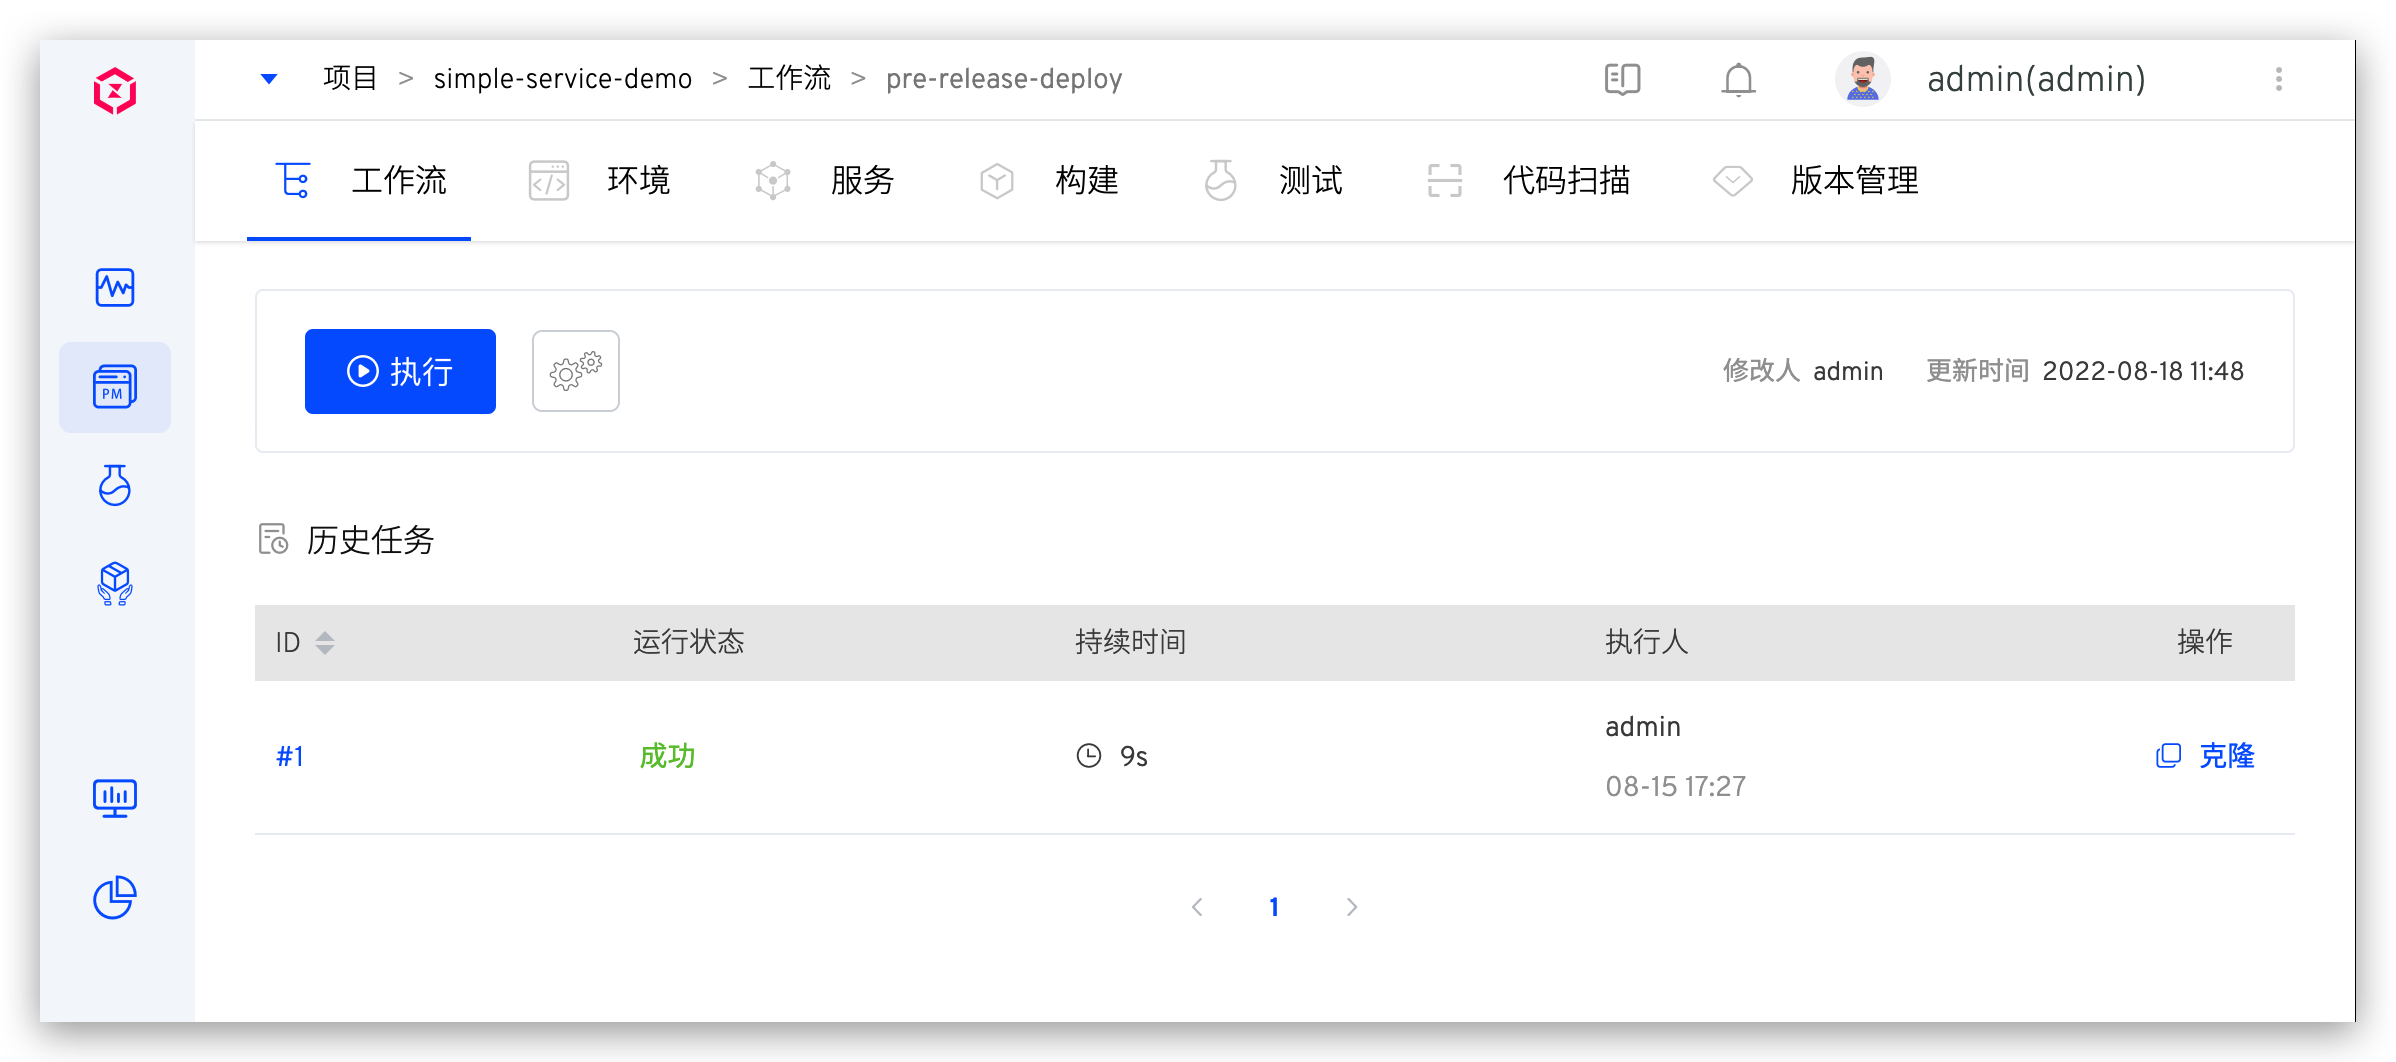 项目 > simple-service-demo > 工作流 > pre-release-deploy
admin(admin)
工作流 环境 服务 构建 测试 代码扫描 版本管理
PM
执行
修改人 admin 更新时间 2022-08-18 11:48
历史任务
ID 运行状态 持续时间 执行人 操作
#1 成功 9s admin 克隆
08-15 17:27
1